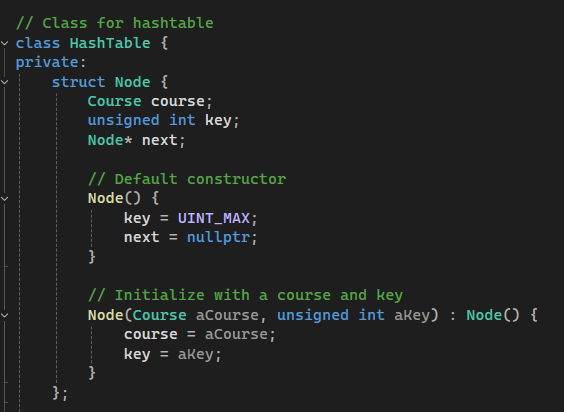 // Class for hashtable
class HashTable {
private:
    struct Node {
        Course course;
        unsigned int key;
        Node* next;

        // Default constructor
        Node() {
            key = UINT_MAX;
            next = nullptr;
        }

        // Initialize with a course and key
        Node(Course aCourse, unsigned int aKey) : Node() {
            course = aCourse;
            key = aKey;
        }
    };